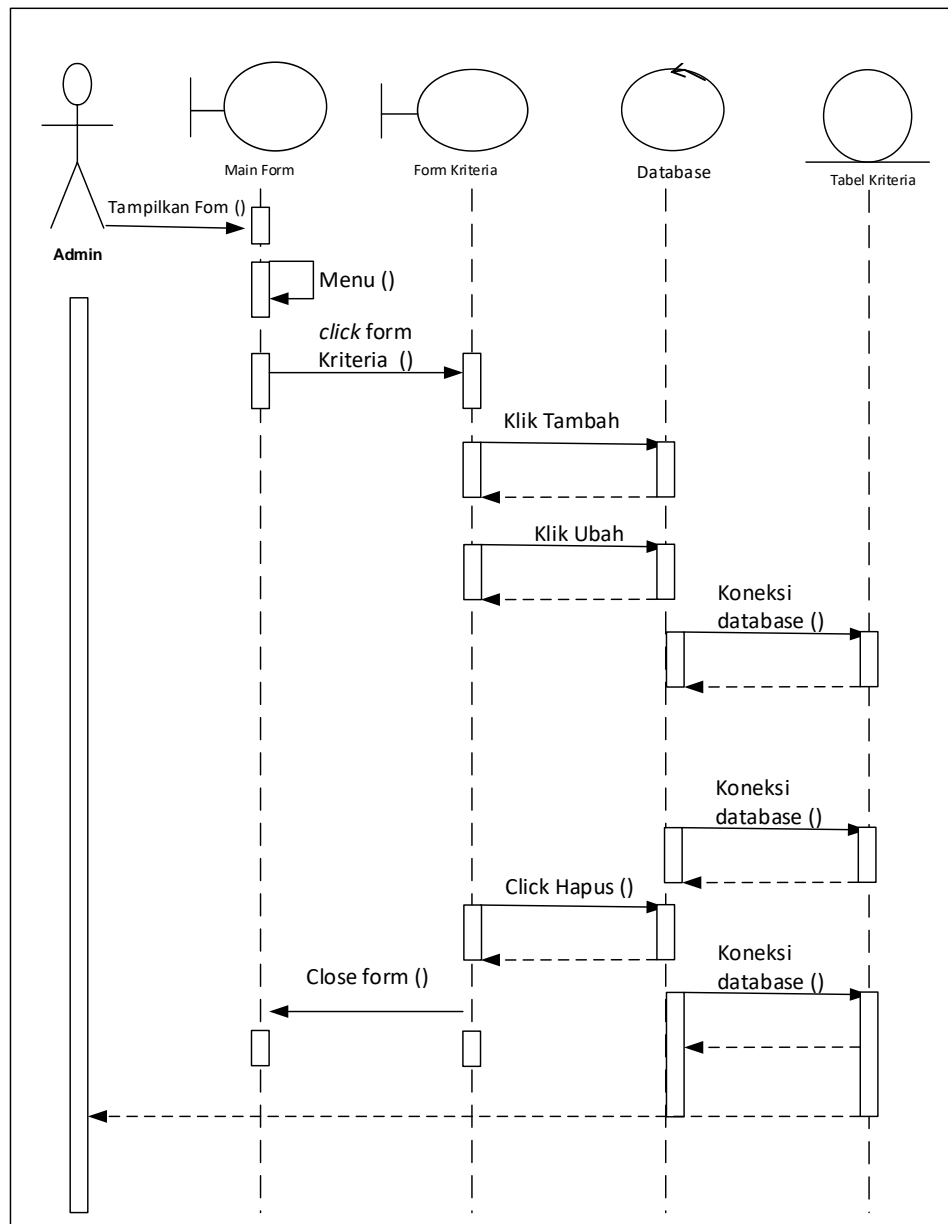 Main Form
Form Kriteria
Database
Tabel Kriteria
Tampilkan Fom ()
Admin
Menu ()
click form
Kriteria ()
Klik Tambah
Klik Ubah
Koneksi
database ()
Koneksi
database ()
Click Hapus ()
Koneksi
database ()
Close form ()